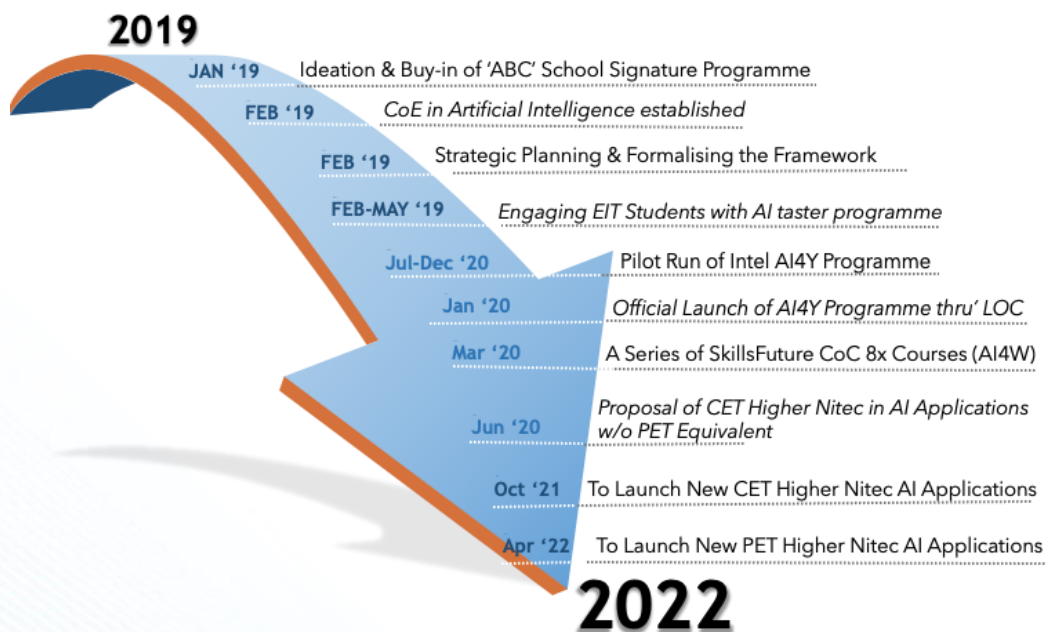 2019
JAN ‘19 Ideation & Buy-in of ‘ABC’ School Signature Programme
FEB ‘19 CoE in Artificial Intelligence established
FEB ‘19 Strategic Planning & Formalising the Framework
FEB-MAY ‘19 Engaging EIT Students with AI taster programme
Jul-Dec ‘20 Pilot Run of Intel AI4Y Programme
Jan ‘20 Official Launch of AI4Y Programme thru’ LOC
Mar ‘20 A Series of SkillsFuture CoC 8x Courses (AI4W)
Jun ‘20 Proposal of CET Higher Nitec in AI Applications
w/o PET Equivalent
Oct ‘21 To Launch New CET Higher Nitec AI Applications
Apr ‘22 To Launch New PET Higher Nitec AI Applications
2022